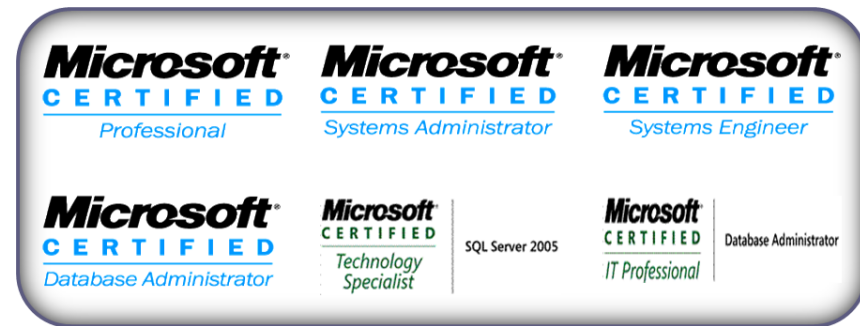 Microsoft®
CERTIFIED
Professional
Microsoft®
CERTIFIED
Systems Administrator
Microsoft®
CERTIFIED
Systems Engineer
Microsoft®
CERTIFIED
Database Administrator
Microsoft®
CERTIFIED
Technology
Specialist
SQL Server 2005
Microsoft®
CERTIFIED
IT Professional
Database Administrator